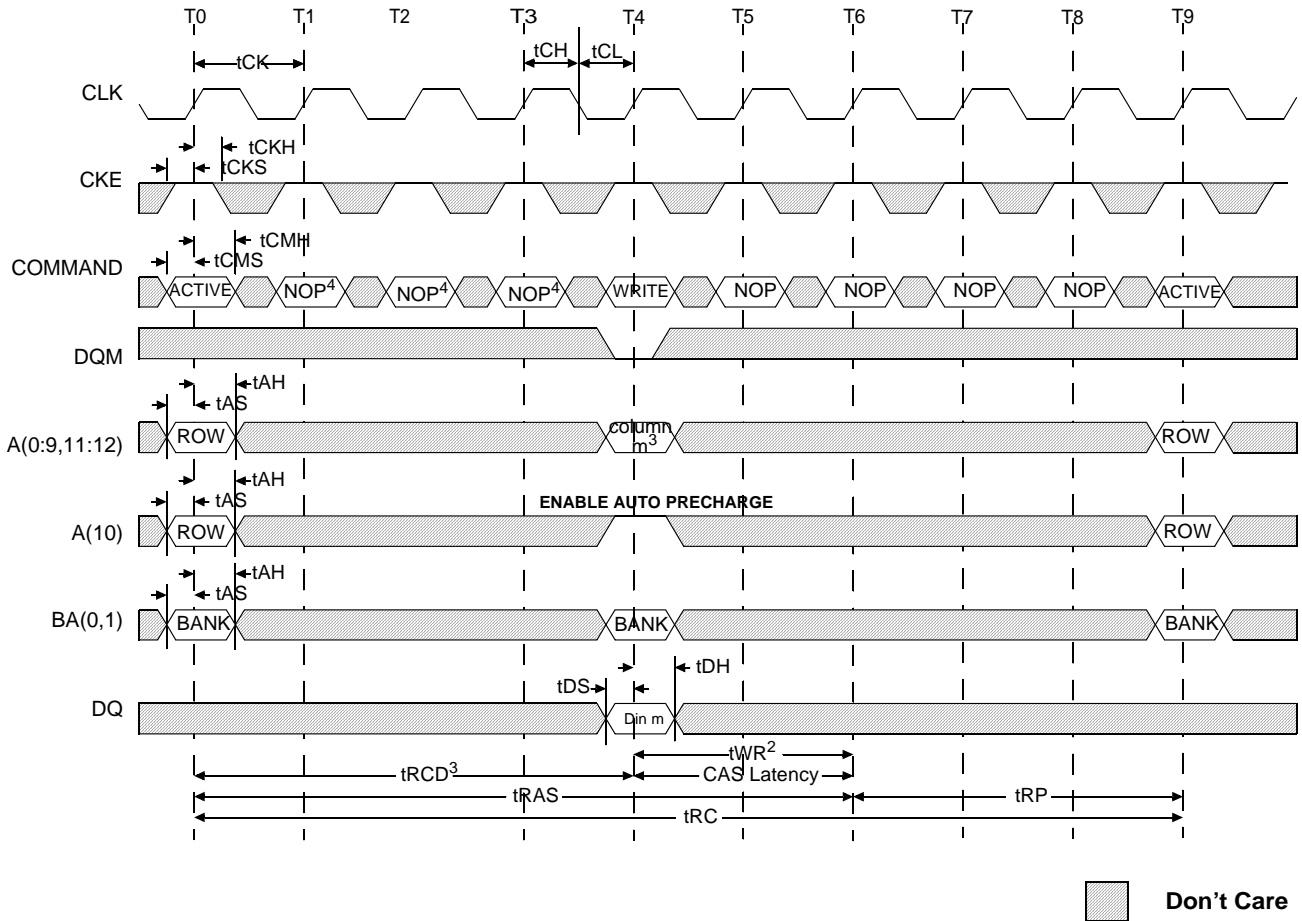 T0 T1 T2 T3 T4 T5 T6 T7 T8 T9
tCK tCH tCL
CLK
tCKH
tCKS
CKE
tCMH
tCMS
COMMAND
ACTIVE NOP4 NOP4 NOP4 WRITE NOP NOP NOP NOP ACTIVE
DQM
tAH
tAS
A(0:9,11:12) ROW column m3 ROW
tAH
tAS
ENABLE AUTO PRECHARGE
A(10) ROW ROW
tAH
tAS
BA(0,1) BANK BANK BANK
tDH
tDS
DQ Din m
tWR2
tRCD3 CAS Latency
tRAS tRP
tRC
Don't Care